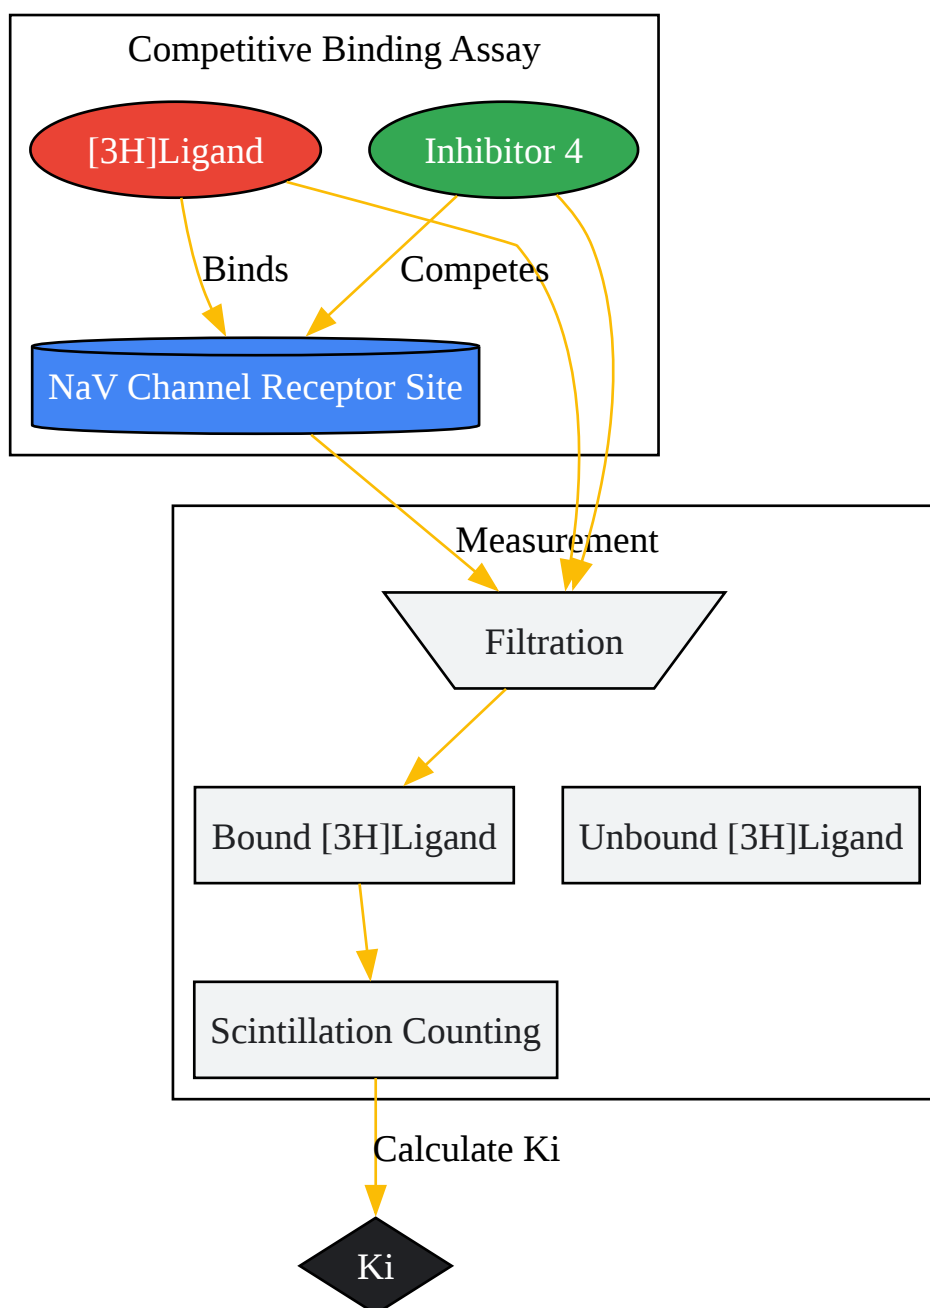 Competitive Binding Assay
[3H]Ligand
Inhibitor 4
Binds
Competes
NaV Channel Receptor Site
Measurement
Filtration
Bound [3H]Ligand
Unbound [3H]Ligand
Scintillation Counting
Calculate Ki
Ki